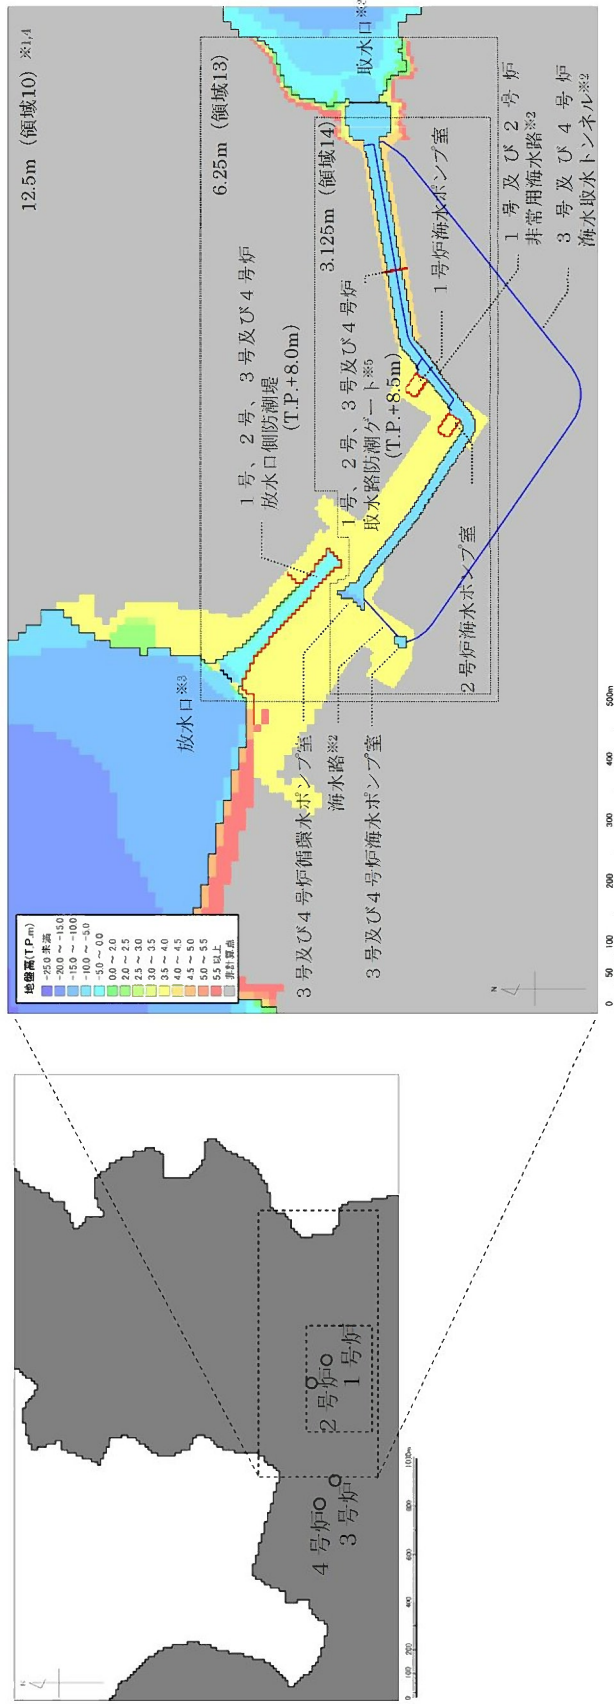 12.5m（領域10）※1,4
6.25m（領域13）
3.125m（領域14）
取水口※3
1号、2号、3号及び4号炉
放水口側防潮堤
(T.P.+8.0m)
1号、2号、3号及び4号炉
取水路防潮ゲート※5
(T.P.+8.5m)
1号炉海水ポンプ室
1号及び2号炉
非常用海水路※2
3号及び4号炉
海水取水トンネル※2
2号炉海水ポンプ室
放水口※3
3号及び4号炉循環水ポンプ室
海水路※2
3号及び4号炉海水ポンプ室
地盤高(T.P.m)
-25.0 未満
-20.0 ～ -15.0
-15.0 ～ -10.0
-10.0 ～ -5.0
-5.0 ～ 0.0
0.0 ～ 2.0
2.0 ～ 2.5
2.5 ～ 3.0
3.0 ～ 3.5
3.5 ～ 4.0
4.0 ～ 4.5
4.5 ～ 5.0
5.0 ～ 5.5
5.5 以上
非計算点
N
0 50 100 200 300 400 500m
N
4号炉
3号炉
2号炉
1号炉
0 100 200 400 600 800 1000m